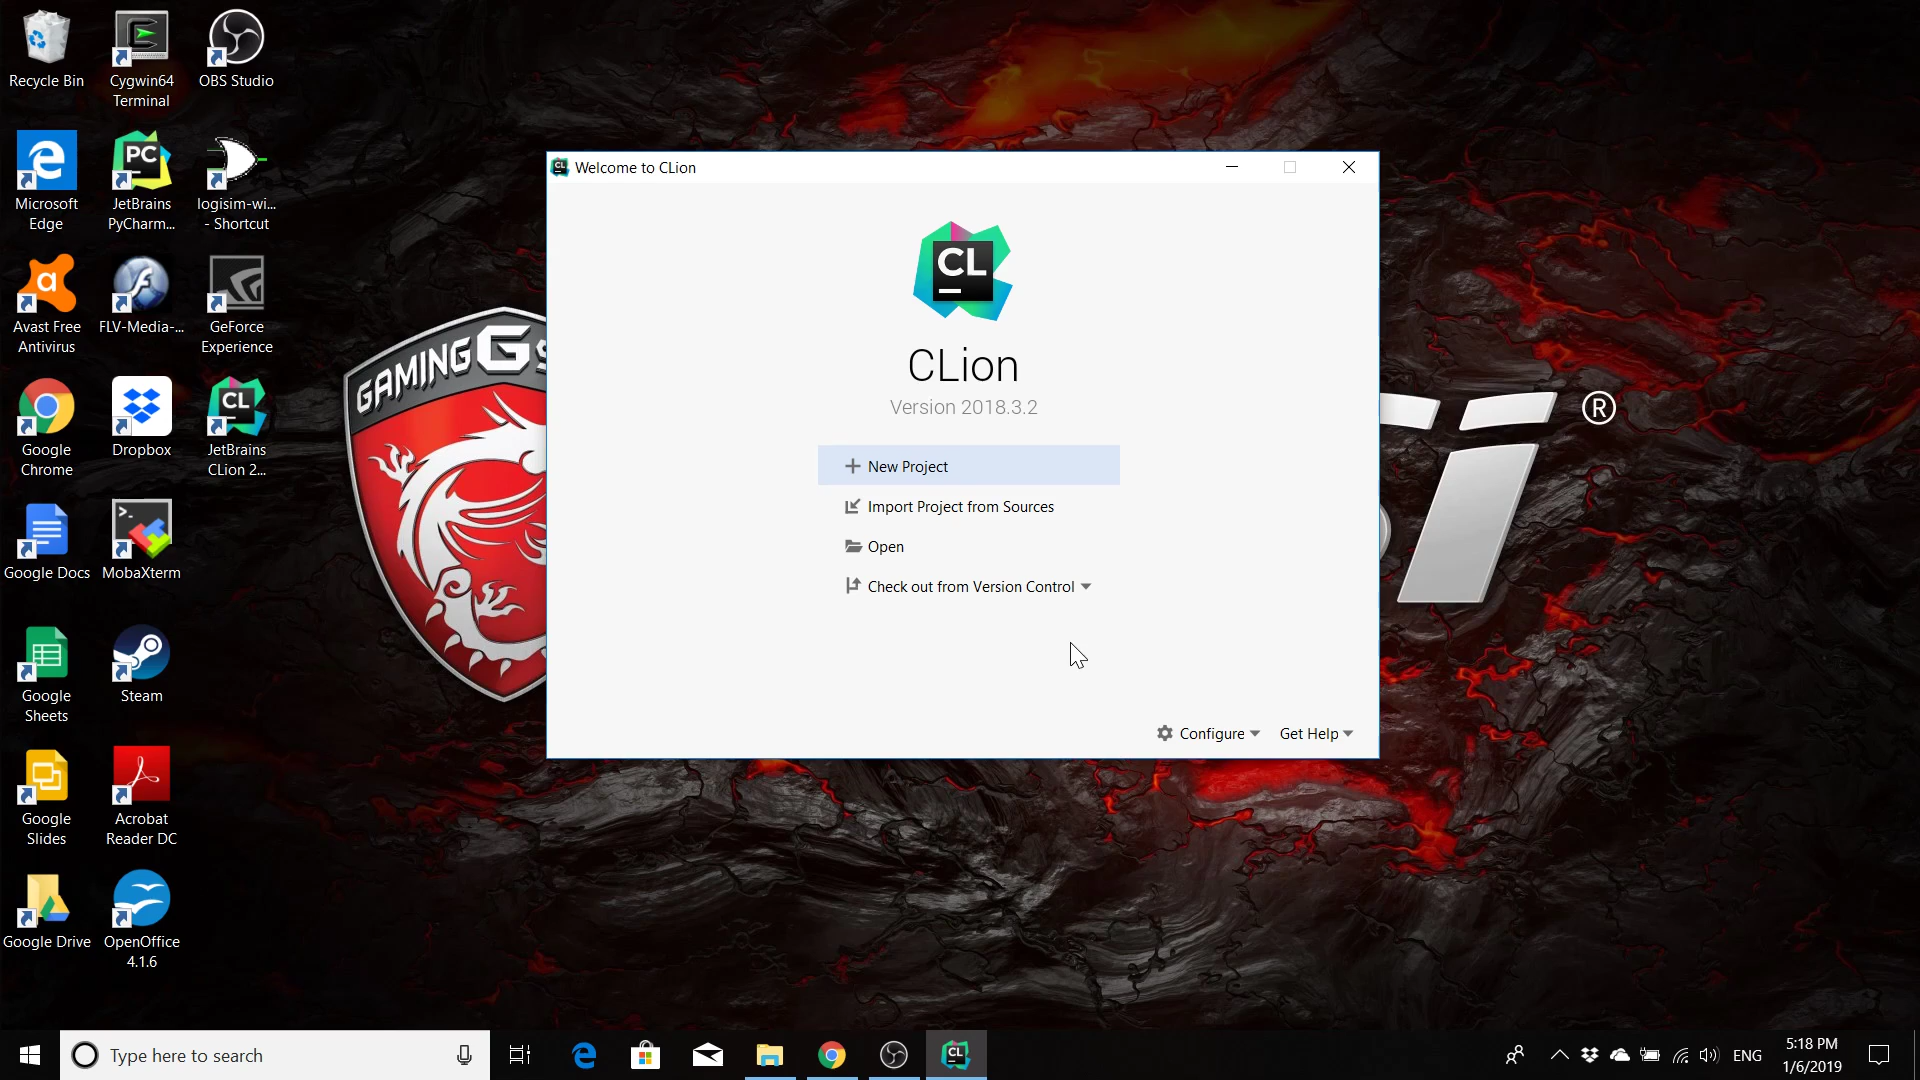 Recycle Bin
Cygwin64
Terminal
OBS Studio
Microsoft
Edge
PC
JetBrains
PyCharm...
logisim-wi...
- Shortcut
Avast Free
Antivirus
FLV-Media-...
GeForce
Experience
Google
Chrome
Dropbox
CL
JetBrains
CLion 2...
Google Docs
MobaXterm
Google
Sheets
Steam
Google
Slides
Acrobat
Reader DC
Google Drive
OpenOffice
4.1.6
GAMING G
®
CL
Welcome to CLion
CL
CLion
Version 2018.3.2
New Project
Import Project from Sources
Open
Check out from Version Control
Configure
Get Help
Type here to search
CL
ENG
5:18 PM
1/6/2019